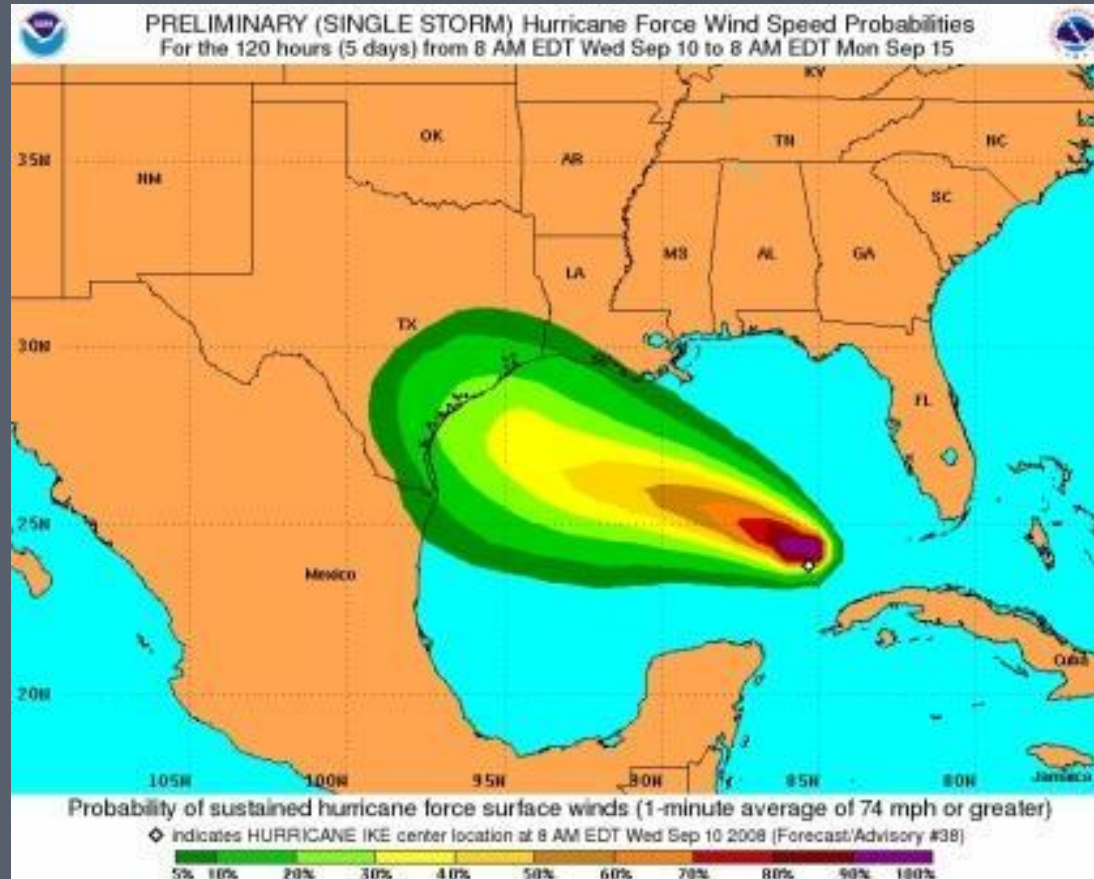 PRELIMINARY (SINGLE STORM) Hurricane Force Wind Speed Probabilities
For the 120 hours (5 days) from 8 AM EDT Wed Sep 10 to 8 AM EDT Mon Sep 15
KY
35N
OK
AR
TN
NC
NM
SC
MS
AL
GA
LA
TX
30N
FL
25N
Mexico
Cuba
20N
105W
100W
95W
90W
85W
80W
Jamaica
Probability of sustained hurricane force surface winds (1-minute average of 74 mph or greater)
indicates HURRICANE IKE center location at 8 AM EDT Wed Sep 10 2008 (Forecast/Advisory #38)
5% 10% 20% 30% 40% 50% 60% 70% 80% 90% 100%